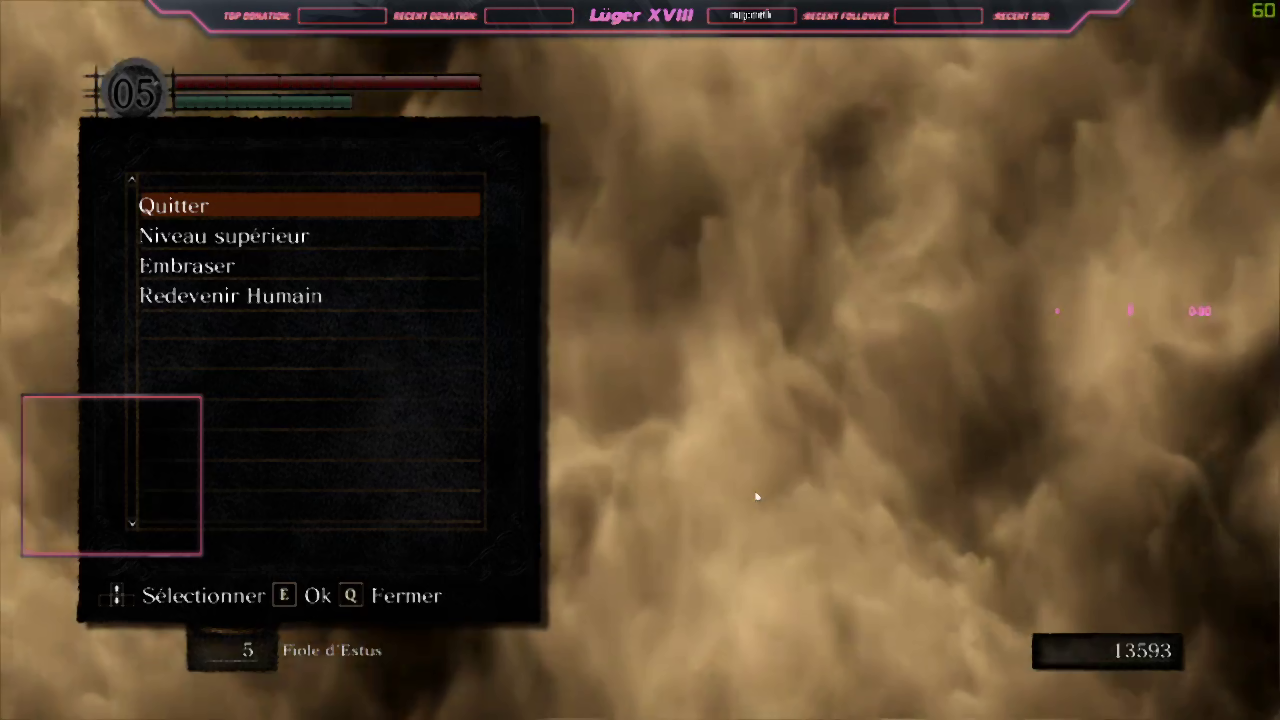 TOP DONATION: RECENT DONATION: Lüger XVIII :RECENT FOLLOWER :RECENT SUB
60
05
Quitter
Niveau supérieur
Embraser
Redevenir Humain
Sélectionner E Ok Q Fermer
5 Fiole d'Estus
13593